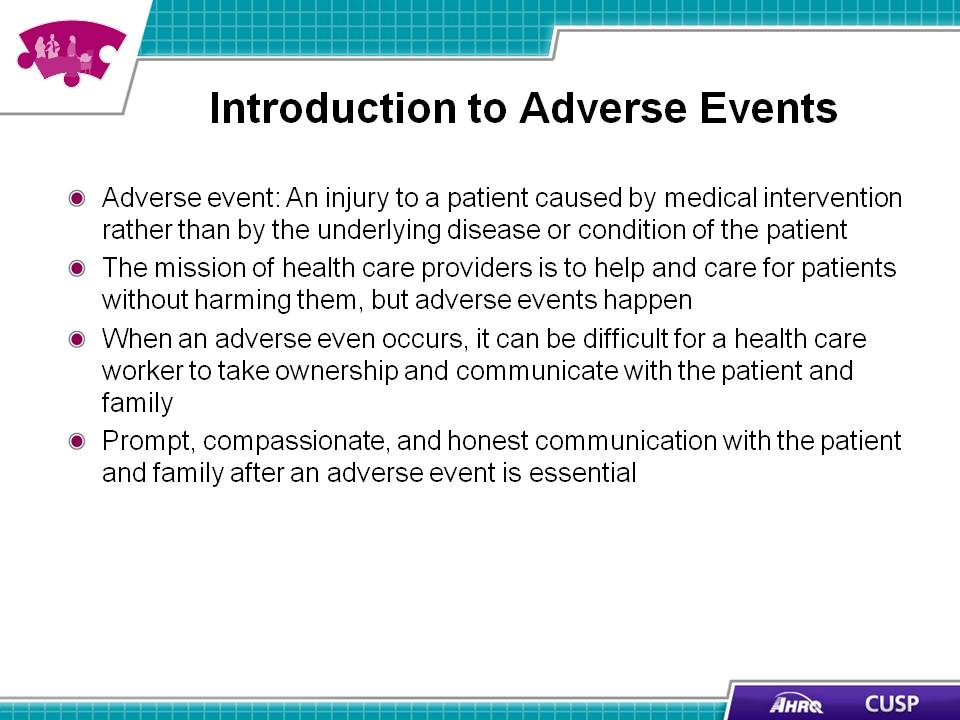 Introduction to Adverse Events
Adverse event: An injury to a patient caused by medical intervention
rather than by the underlying disease or condition of the patient
The mission of health care providers is to help and care for patients
without harming them, but adverse events happen
When an adverse even occurs, it can be difficult for a health care
worker to take ownership and communicate with the patient and
family
Prompt, compassionate, and honest communication with the patient
and family after an adverse event is essential
AHRQ CUSP